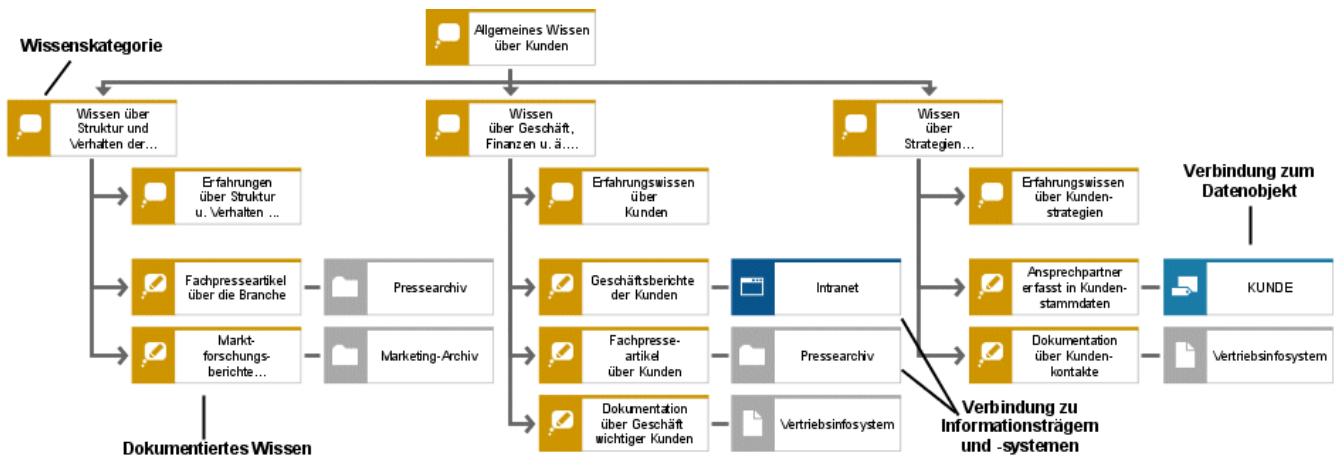 Allgemeines Wissen
über Kunden
Wissenskategorie
Wissen über
Struktur und
Verhalten der...
Wissen
über Geschäft,
Finanzen u. ä....
Wissen
über
Strategien...
Erfahrungen
über Struktur
u. Verhalten ...
Erfahrungswissen
über
Kunden
Erfahrungswissen
über Kunden-
strategien
Verbindung zum
Datenobjekt
Fachpresseartikel
über die Branche
Pressearchiv
Geschäftsberichte
der Kunden
Intranet
Ansprechpartner
erfasst in Kunden-
stammdaten
KUNDE
Markt-
forschungs-
berichte...
Marketing-Archiv
Fachpresse-
artikel
über Kunden
Pressearchiv
Dokumentation
über Kunden-
kontakte
Vertriebsinfosystem
Dokumentation
über Geschäft
wichtiger Kunden
Vertriebsinfosystem
Verbindung zu
Informationsträgern
und -systemen
Dokumentiertes Wissen